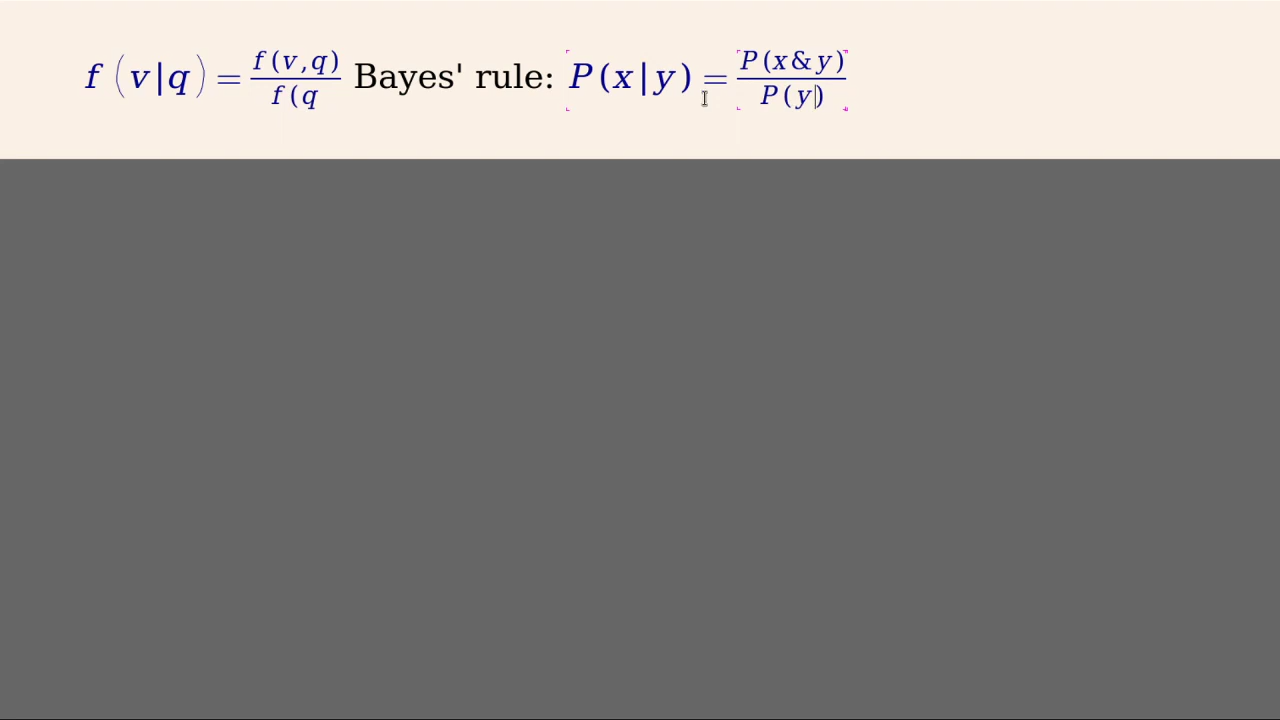 f (v|q) = f(v,q) / f(q Bayes' rule: P(x|y) = P(x&y) / P(y)